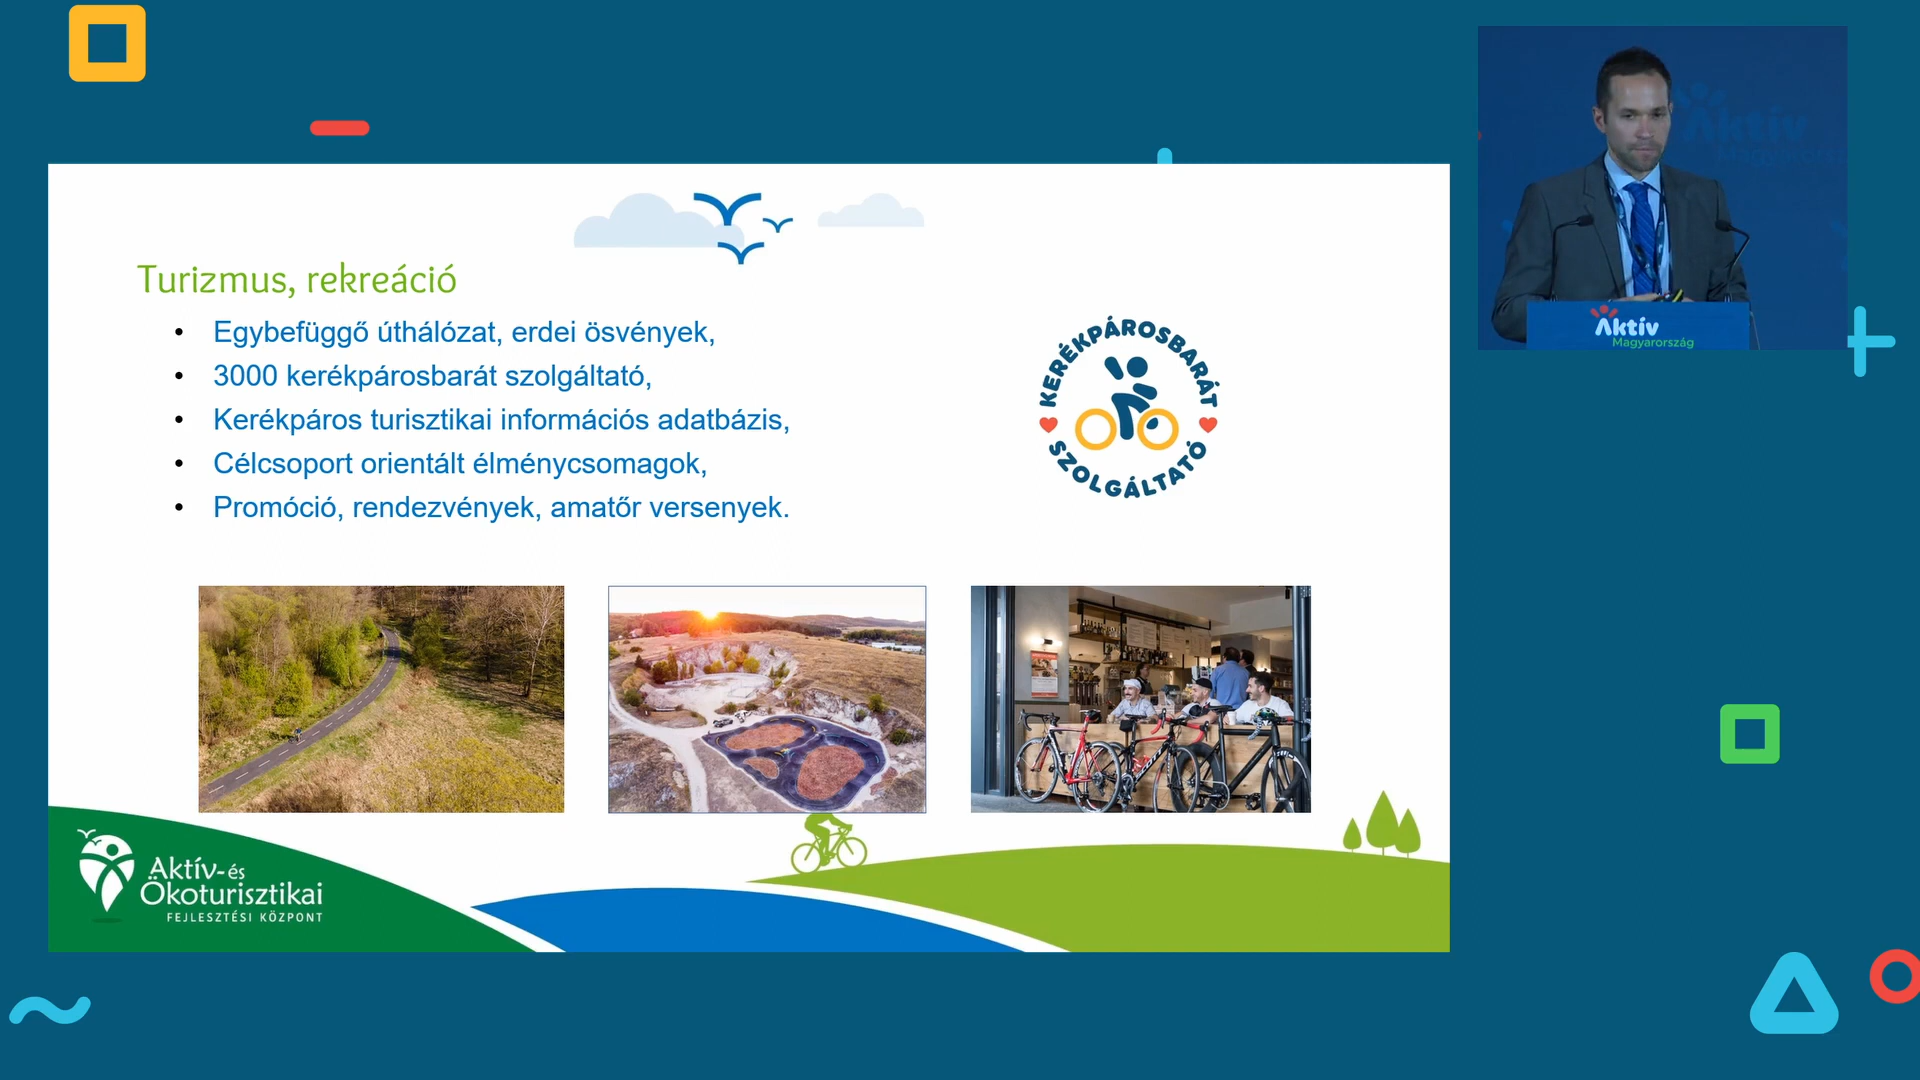 Turizmus, rekreáció
• Egybefüggő úthálózat, erdei ösvények,
• 3000 kerékpárosbarát szolgáltató,
• Kerékpáros turisztikai információs adatbázis,
• Célcsoport orientált élménycsomagok,
• Promóció, rendezvények, amatőr versenyek.
KERÉKPÁROSBARÁT
SZOLGÁLTATÓ
Aktív-és
Ökoturisztikai
FEJLESZTÉSI KÖZPONT
Aktív
Aktív
Magyarország